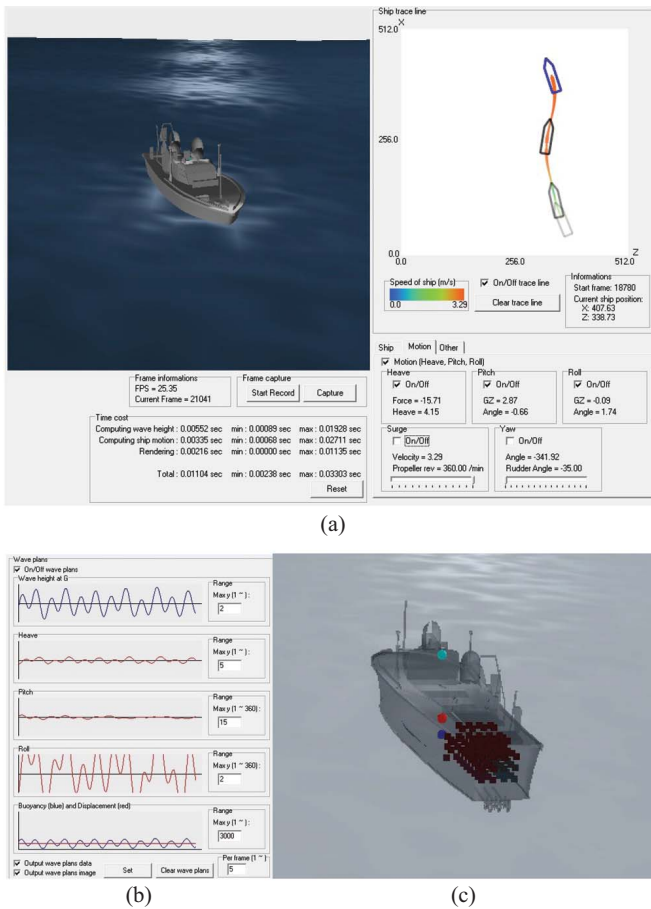 Ship trace line
X
512.0
256.0
0.0
0.0 256.0 512.0
Z
Speed of ship (m/s)
0.0 3.29
On/Off trace line
Clear trace line
Informations
Start frame: 18780
Current ship position:
X: 407.63
Z: 338.73
Frame informations
FPS = 25.35
Current Frame = 21041
Frame capture
Start Record Capture
Time cost
Computing wave height : 0.00552 sec min : 0.00089 sec max : 0.01928 sec
Computing ship motion : 0.00335 sec min : 0.00068 sec max : 0.02711 sec
Rendering : 0.00216 sec min : 0.00000 sec max : 0.01135 sec
Total : 0.01104 sec min : 0.00238 sec max : 0.03303 sec
Reset
Ship Motion Other
Motion (Heave, Pitch, Roll)
Heave
On/Off
Force = -15.71
Heave = 4.15
Pitch
On/Off
GZ = 2.87
Angle = -0.66
Roll
On/Off
GZ = -0.09
Angle = 1.74
Surge
On/Off
Velocity = 3.29
Propeller rev = 360.00 /min
Yaw
On/Off
Angle = -341.92
Rudder Angle = -35.00
(a)
Wave plans
On/Off wave plans
Wave height at G
Range
Max y (1 ~ ) :
2
Heave
Range
Max y (1 ~ ) :
5
Pitch
Range
Max y (1 ~ 360) :
15
Roll
Range
Max y (1 ~ 360) :
2
Buoyancy (blue) and Displacement (red)
Range
Max y (1 ~ ) :
3000
Output wave plans data
Output wave plans image
Set
Clear wave plans
Per frame (1 ~ )
5
(b)
(c)